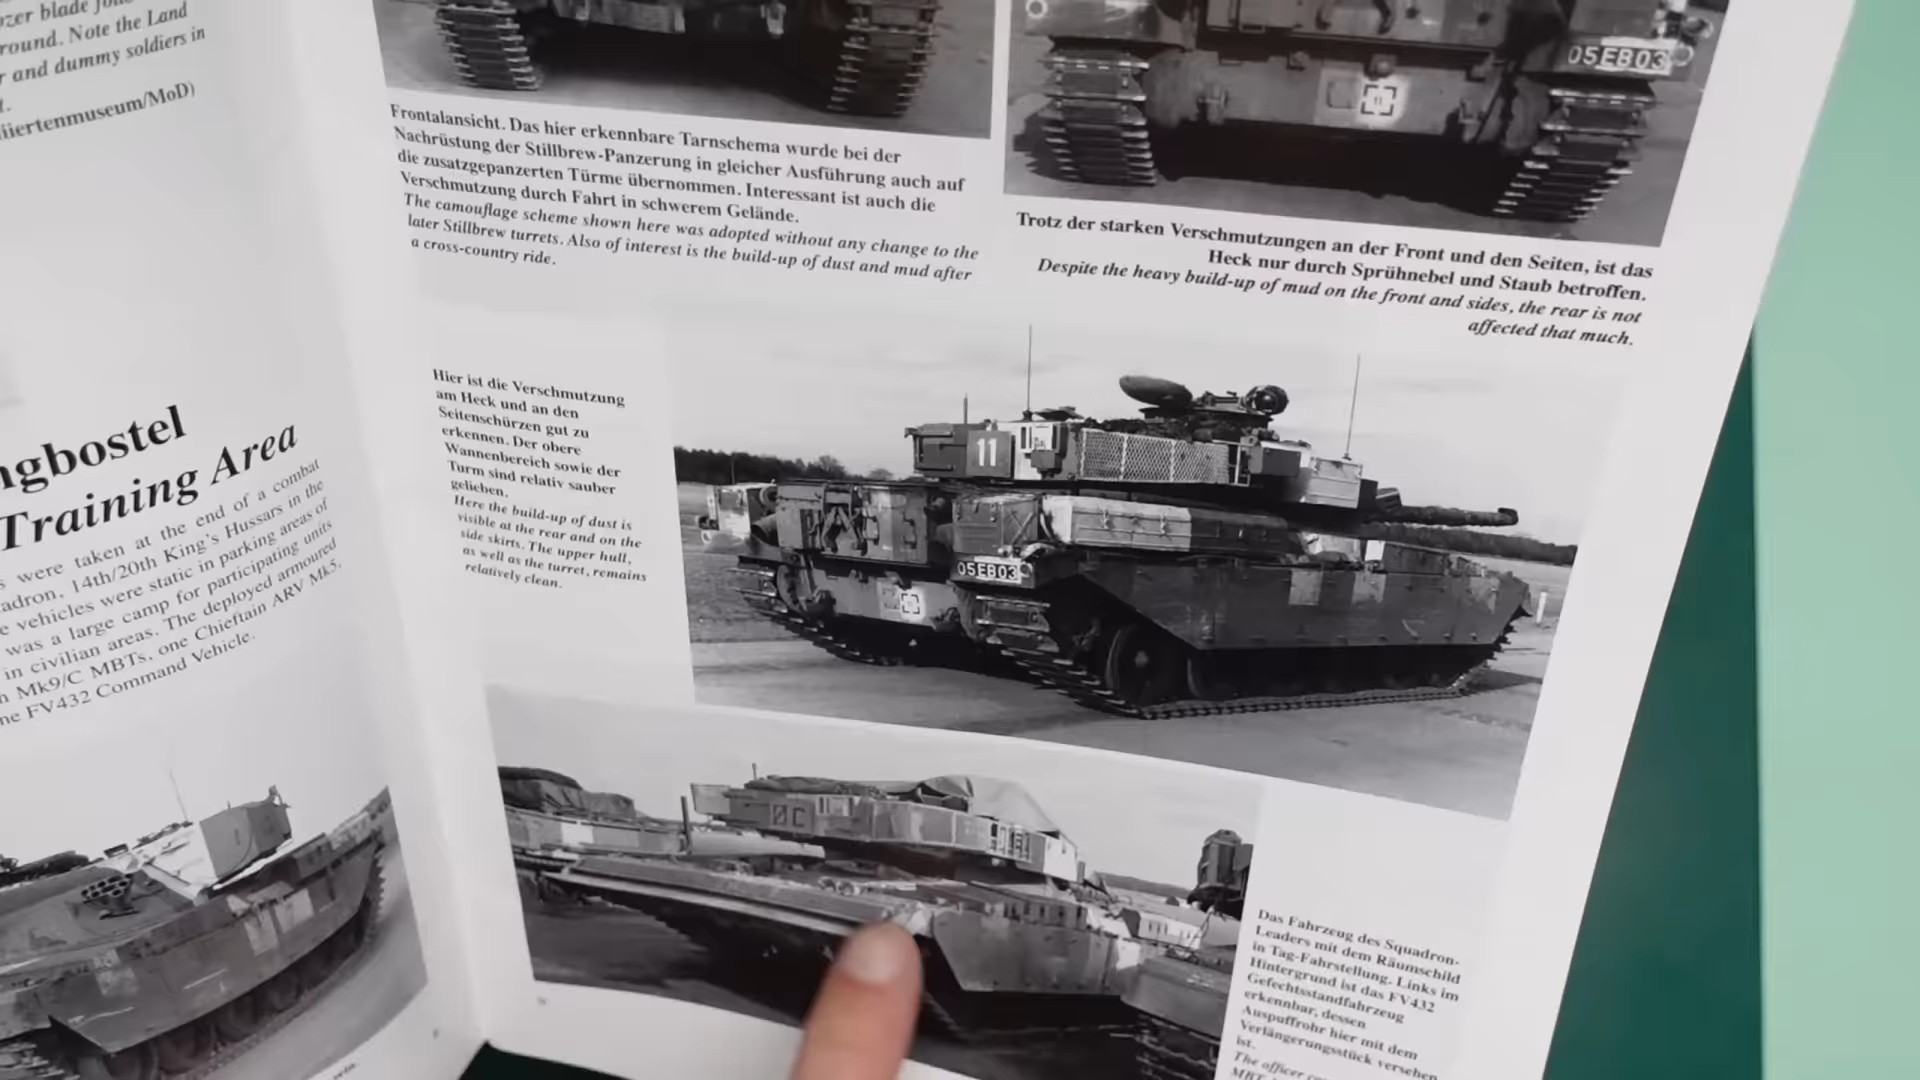 zer blade
round. Note the Land
r and dummy soldiers in
t.
liiertenmuseum/MoD)
ngbostel
Training Area
s were taken at the end of a combat
adron, 14th/20th King's Hussars in the
e vehicles were static in parking areas of
was a large camp for participating units
in civilian areas. The deployed armoured
n Mk9/C MBTs, one Chieftain ARV Mk5,
ne FV432 Command Vehicle.
Frontalansicht. Das hier erkennbare Tarnschema wurde bei der
Nachrüstung der Stillbrew-Panzerung in gleicher Ausführung auch auf
die zusatzgepanzerten Türme übernommen. Interessant ist auch die
Verschmutzung durch Fahrt in schwerem Gelände.
The camouflage scheme shown here was adopted without any change to the
later Stillbrew turrets. Also of interest is the build-up of dust and mud after
a cross-country ride.
05EB03
Trotz der starken Verschmutzungen an der Front und den Seiten, ist das
Heck nur durch Sprühnebel und Staub betroffen.
Despite the heavy build-up of mud on the front and sides, the rear is not
affected that much.
Hier ist die Verschmutzung
am Heck und an den
Seitenschürzen gut zu
erkennen. Der obere
Wannenbereich sowie der
Turm sind relativ sauber
gelieben.
Here the build-up of dust is
visible at the rear and on the
side skirts. The upper hull,
as well as the turret, remains
relatively clean.
11
05EB03
0C
Das Fahrzeug des Squadron-
Leaders mit dem Räumschild
in Tag-Fahrstellung. Links im
Hintergrund ist das FV432
Gefechtsstandfahrzeug
erkennbar, dessen
Auspuffrohr hier mit dem
Verlängerungsstück versehen
ist.
The officer
MBT
sein.